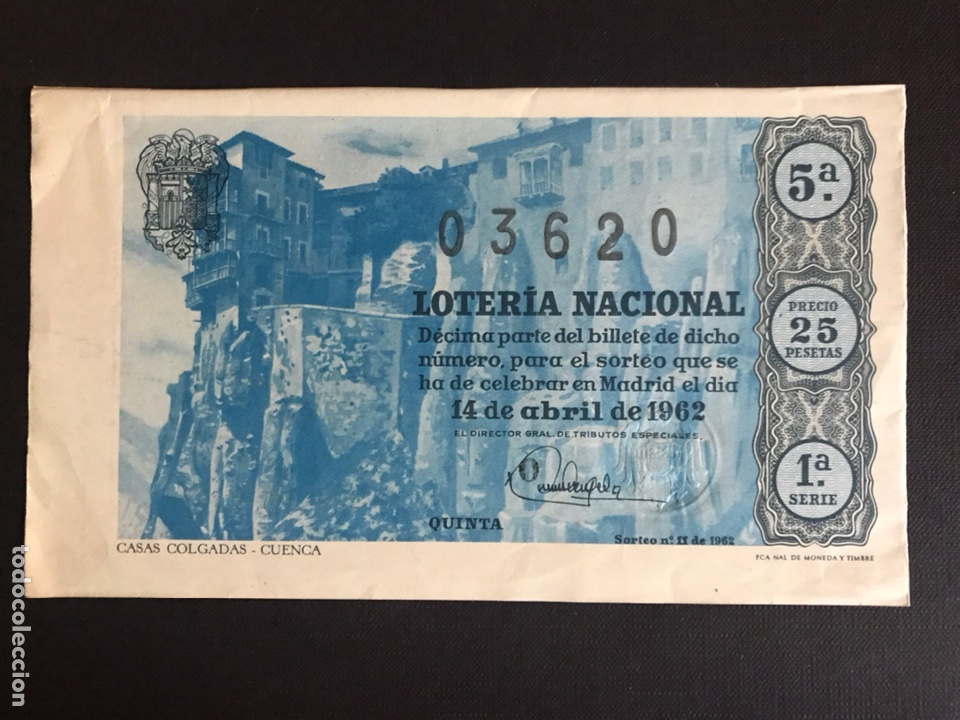 03620
LOTERÍA NACIONAL
Décima parte del billete de dicho
número, para el sorteo que se
ha de celebrar en Madrid el día
14 de abril de 1962
EL DIRECTOR GRAL. DE TRIBUTOS ESPECIALES,
QUINTA
Sorteo nº 11 de 1962
5.ª
PRECIO
25
PESETAS
1.ª
SERIE
CASAS COLGADAS - CUENCA
FCA NAL DE MONEDA Y TIMBRE
todocoleccion